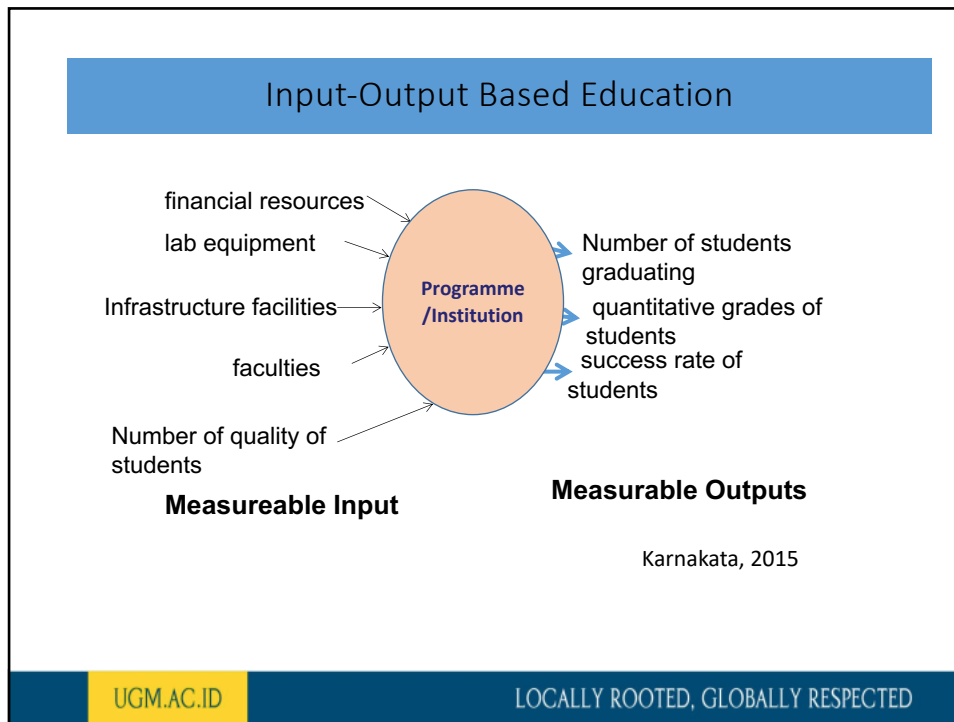 Input-Output Based Education
financial resources
lab equipment
Infrastructure facilities
faculties
Number of quality of
students
Measureable Input
Programme
/Institution
Number of students
graduating
quantitative grades of
students
success rate of
students
Measurable Outputs
Karnakata, 2015
UGM.AC.ID
LOCALLY ROOTED, GLOBALLY RESPECTED